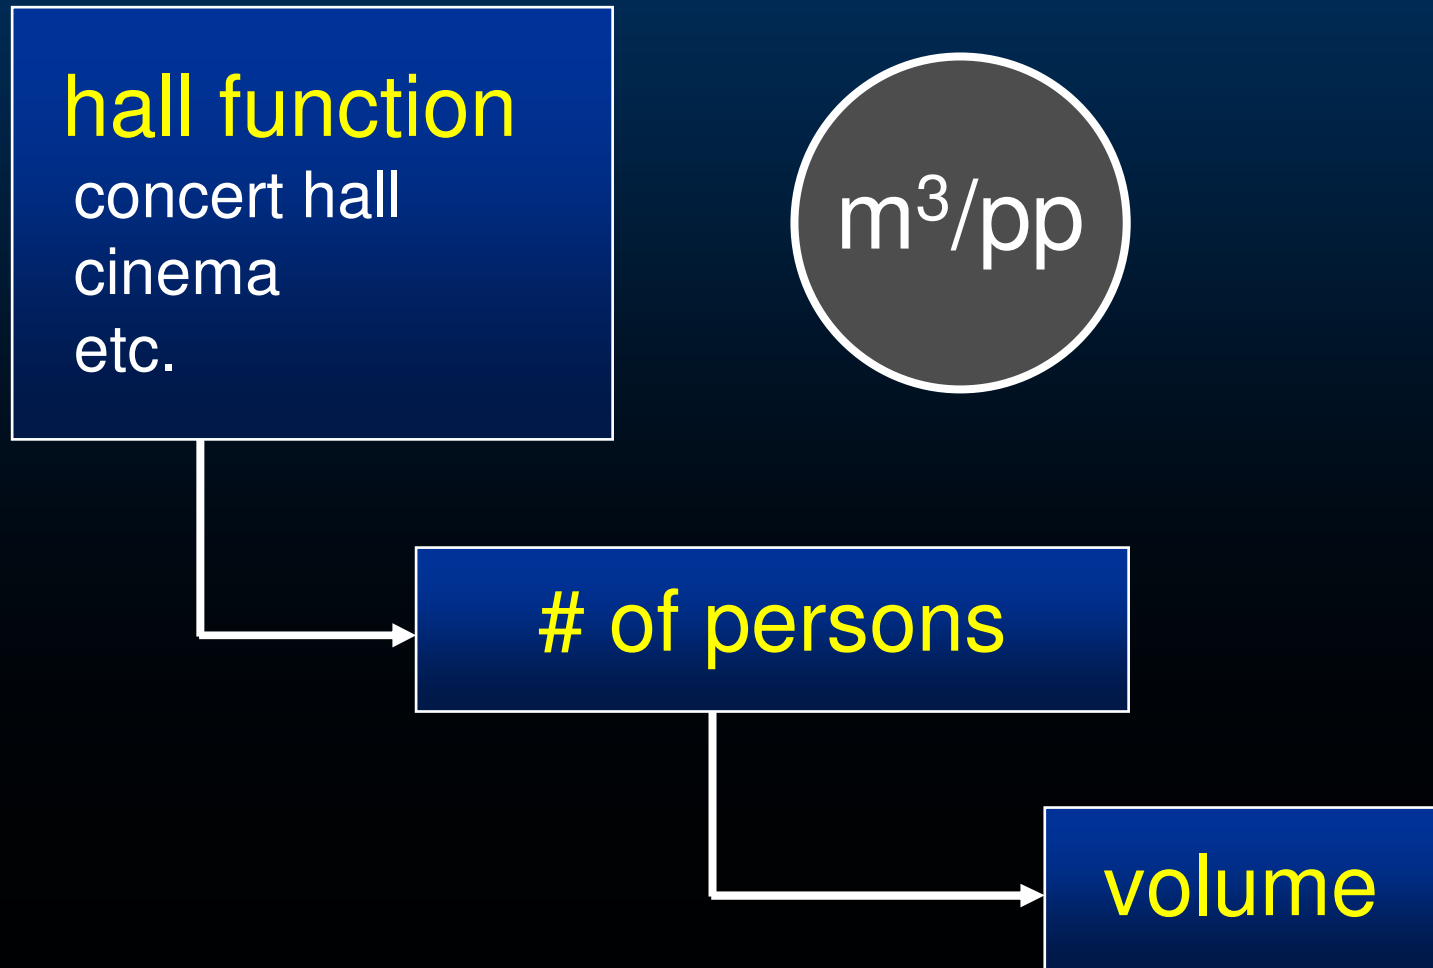 hall function
concert hall
cinema
etc.
m³/pp
# of persons
volume